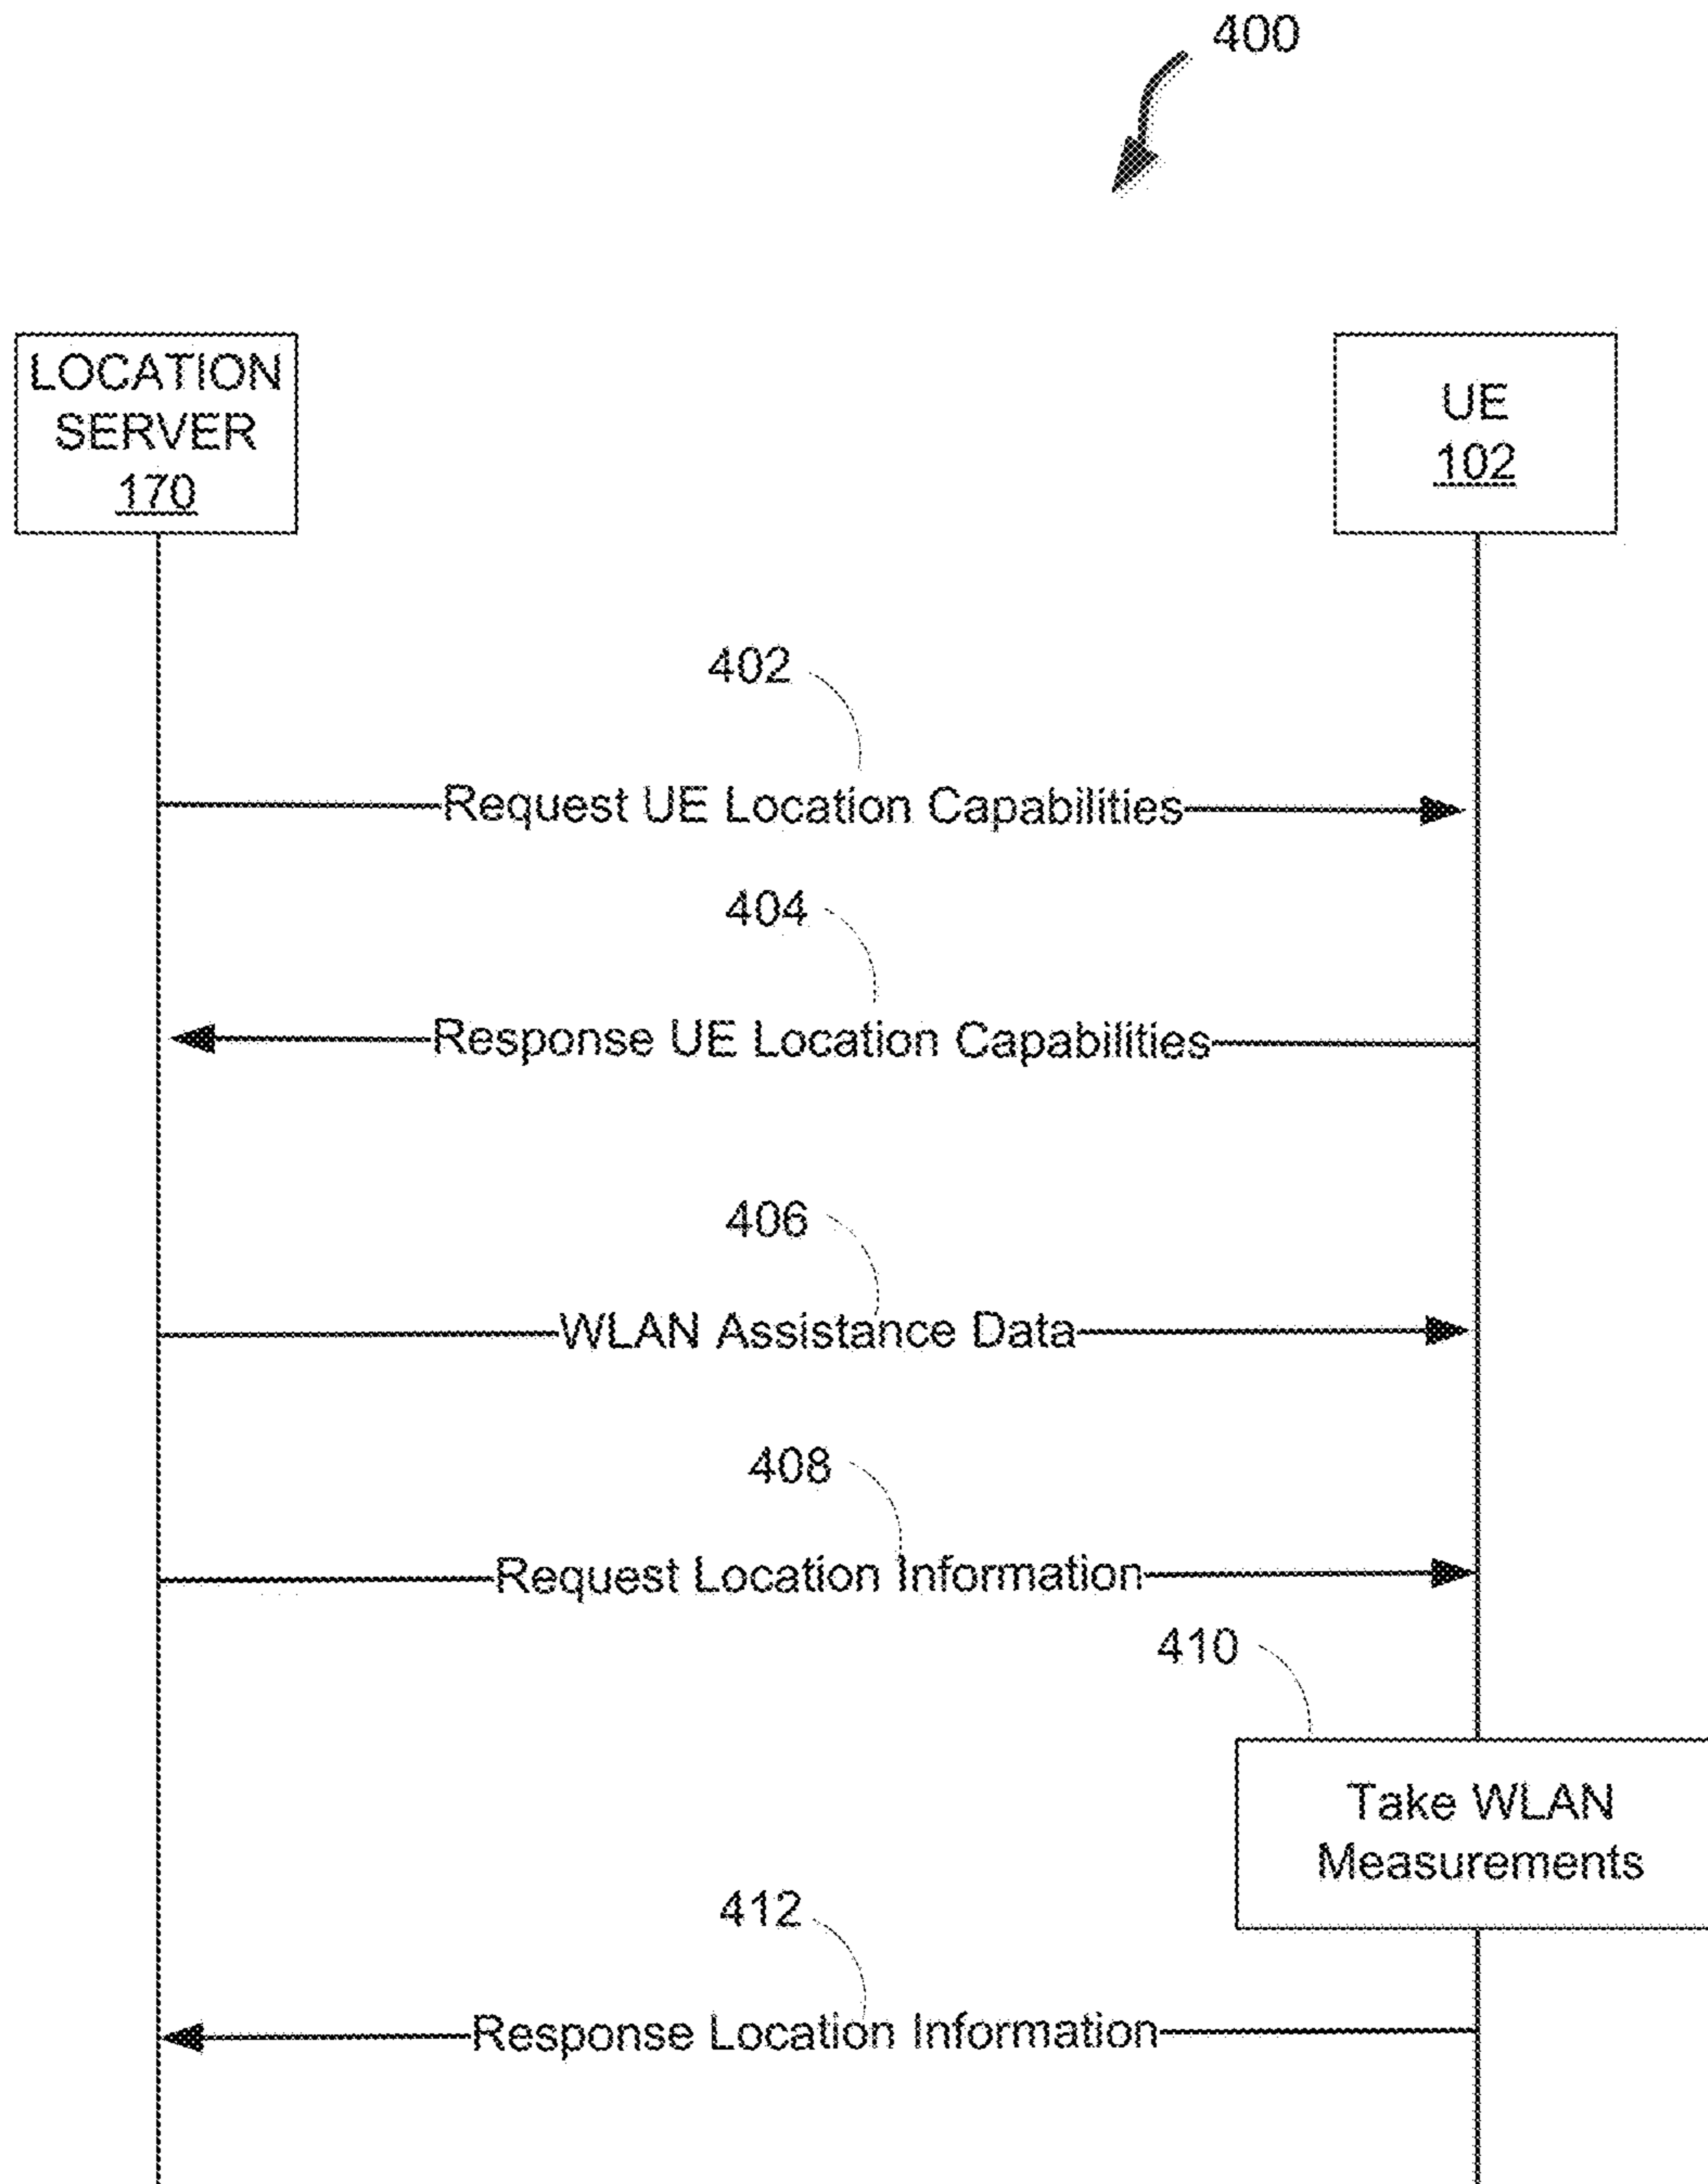 400
LOCATION
SERVER
170
UE
102
402
Request UE Location Capabilities
404
Response UE Location Capabilities
406
WLAN Assistance Data
408
Request Location Information
410
Take WLAN
Measurements
412
Response Location Information